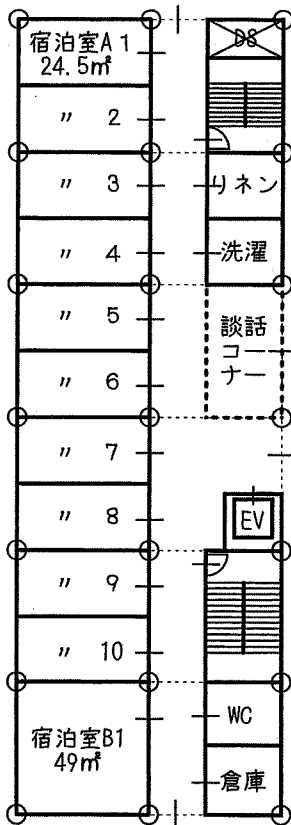 宿泊室A1
24.5㎡
〃 2
〃 3
〃 4
〃 5
〃 6
〃 7
〃 8
〃 9
〃 10
宿泊室B1
49㎡
DS
リネン
洗濯
談話
コー
ナー
EV
WC
倉庫